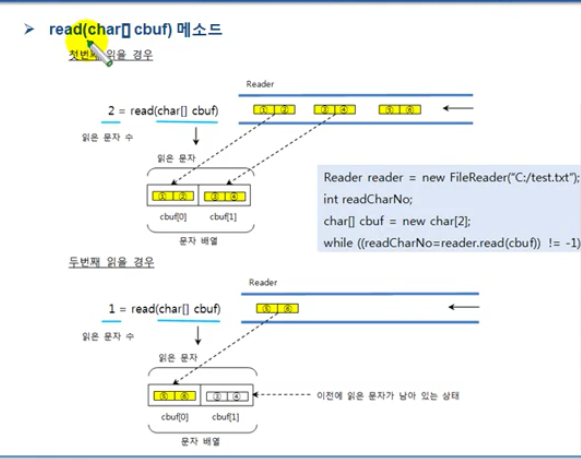 ➢ read(char[] cbuf) 메소드
첫번째 읽을 경우
Reader
2 = read(char[] cbuf)
① ② ③ ④ ⑤ ⑥
읽은 문자 수
읽은 문자
① ② ③ ④
cbuf[0] cbuf[1]
문자 배열
Reader reader = new FileReader("C:/test.txt");
int readCharNo;
char[] cbuf = new char[2];
while ((readCharNo=reader.read(cbuf)) != -1)
두번째 읽을 경우
Reader
1 = read(char[] cbuf)
⑤ ⑥
읽은 문자 수
읽은 문자
⑤ ⑥ ③ ④
이전에 읽은 문자가 남아 있는 상태
cbuf[0] cbuf[1]
문자 배열